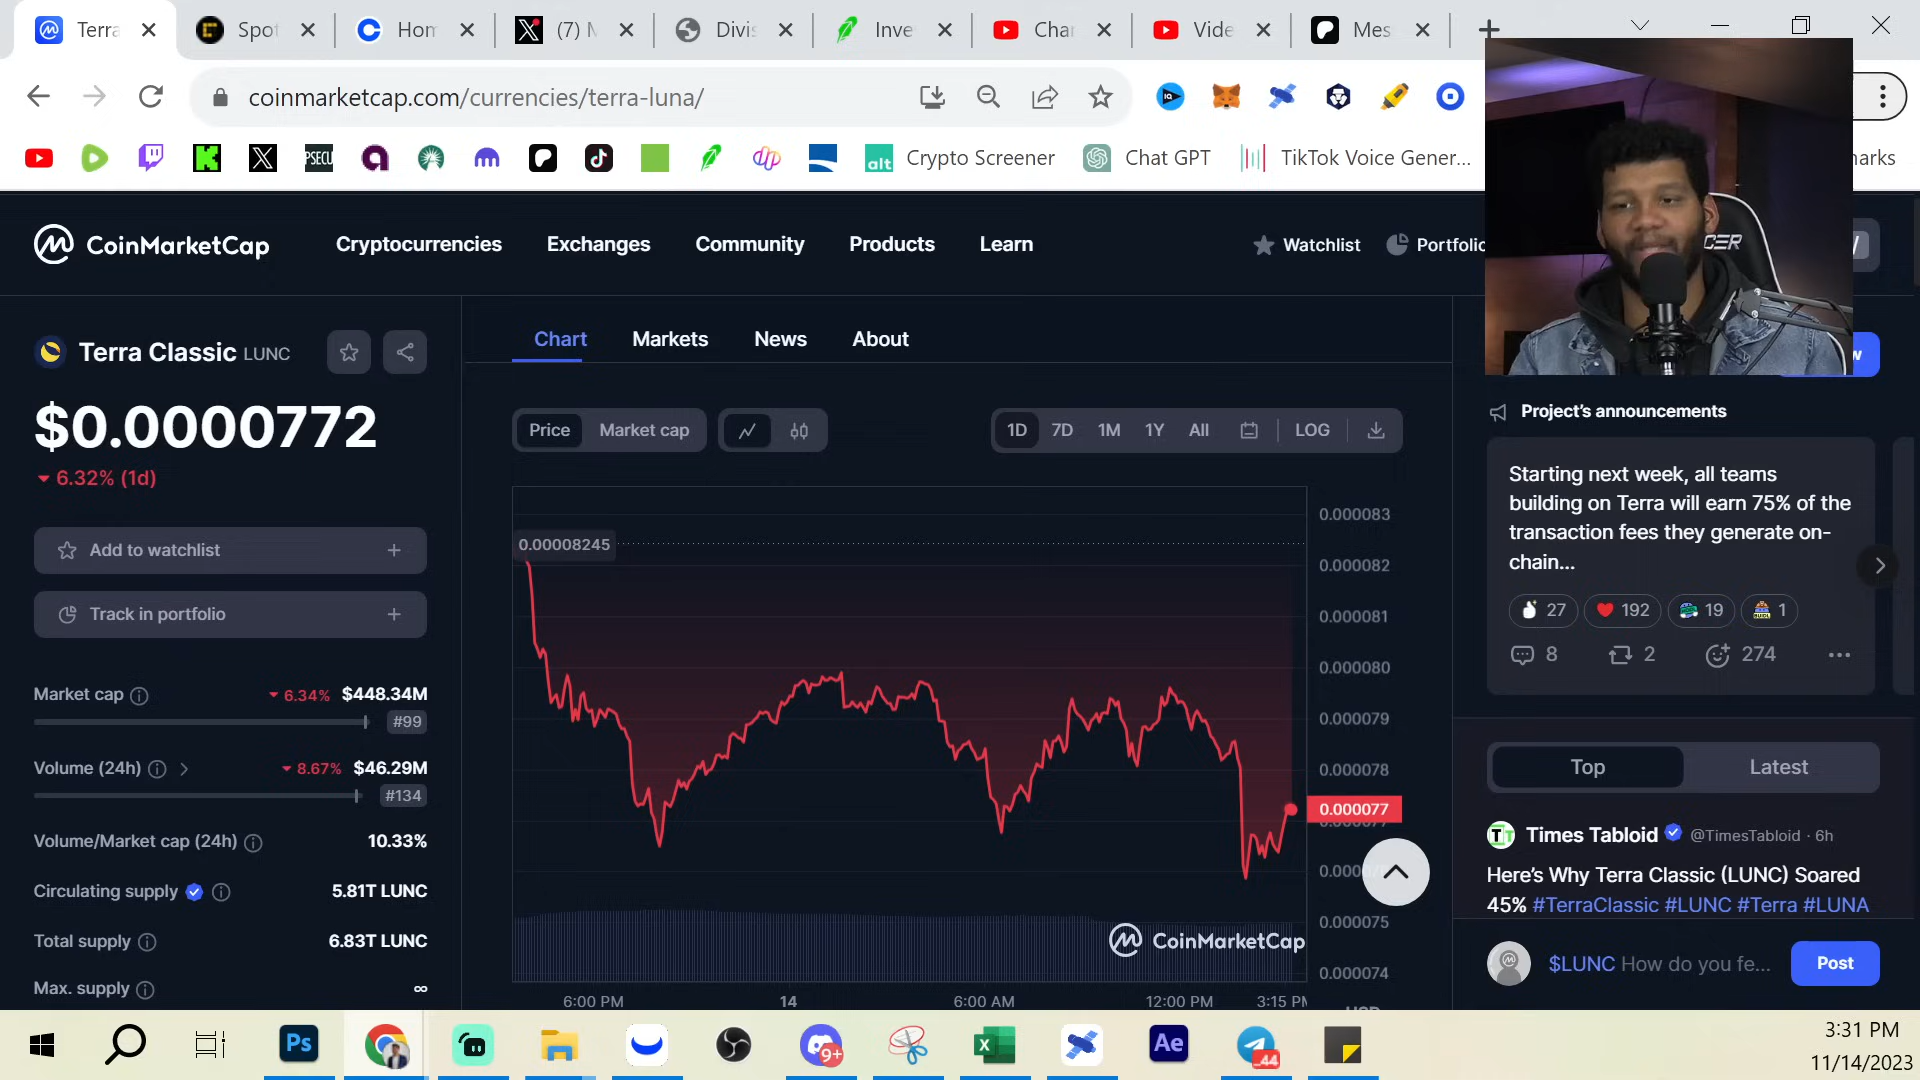 Terra
Spot
Hom
(7) M
Divis
Inve
Chan
Vide
Mes
coinmarketcap.com/currencies/terra-luna/
PSECU
alt
Crypto Screener
Chat GPT
TikTok Voice Gener...
CoinMarketCap
Cryptocurrencies
Exchanges
Community
Products
Learn
Watchlist
Portfolio
Terra Classic LUNC
$0.0000772
6.32% (1d)
Add to watchlist
Track in portfolio
Market cap
6.34% $448.34M
#99
Volume (24h)
8.67% $46.29M
#134
Volume/Market cap (24h)
10.33%
Circulating supply
5.81T LUNC
Total supply
6.83T LUNC
Max. supply
∞
Chart
Markets
News
About
Price
Market cap
1D
7D
1M
1Y
All
LOG
0.00008245
0.000083
0.000082
0.000081
0.000080
0.000079
0.000078
0.000077
0.000075
0.000074
CoinMarketCap
6:00 PM
14
6:00 AM
12:00 PM
3:15 PM
USD
Project's announcements
Starting next week, all teams
building on Terra will earn 75% of the
transaction fees they generate on-
chain...
27
192
19
1
8
2
274
Top
Latest
Times Tabloid @TimesTabloid · 6h
Here's Why Terra Classic (LUNC) Soared
45% #TerraClassic #LUNC #Terra #LUNA
$LUNC How do you fe...
Post
Ps
9+
Ae
44
3:31 PM
11/14/2023